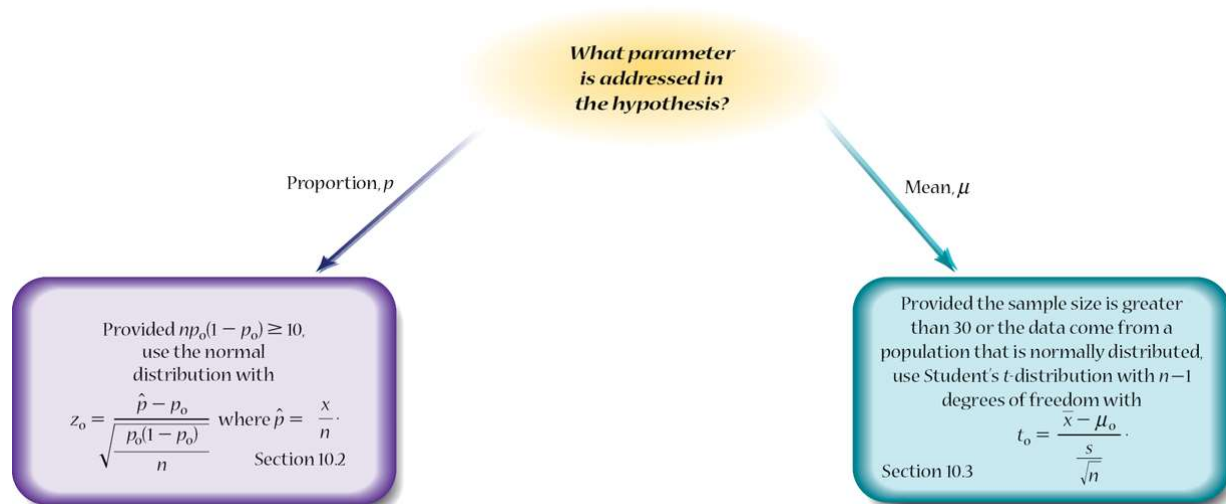 What parameter
is addressed in
the hypothesis?
Proportion, p
Mean, μ
Provided np₀(1 − p₀) ≥ 10,
use the normal
distribution with
z₀ = (p̂ − p₀) / √(p₀(1 − p₀) / n) where p̂ = x / n.
Section 10.2
Provided the sample size is greater
than 30 or the data come from a
population that is normally distributed,
use Student's t-distribution with n−1
degrees of freedom with
t₀ = (x̄ − μ₀) / (s / √n).
Section 10.3